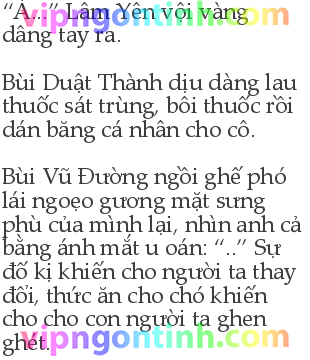 “À...” Lâm Yên vội vàng
dâng tay ra.
Bùi Duật Thành dịu dàng lau
thuốc sát trùng, bôi thuốc rồi
dán băng cá nhân cho cô.
Bùi Vũ Đường ngồi ghế phó
lái ngoẹo gương mặt sưng
phù của mình lại, nhìn anh cả
bằng ánh mắt u oán: “..” Sự
đố kị khiến cho người ta thay
đổi, thức ăn cho chó khiến
cho cho con người ta ghen
ghét.
vipngontinh.com
vipngontinh.com
vipngontinh.com